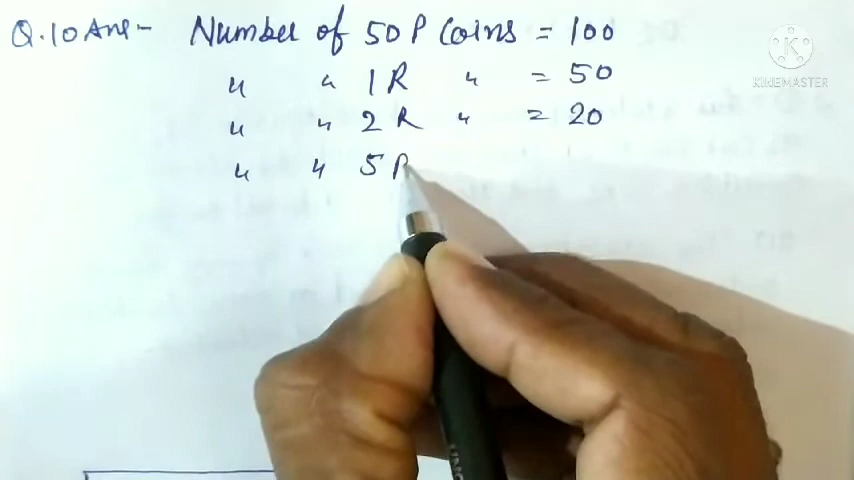 Q.10 Ans- Number of 50 P Coins = 100
" " 1 R " = 50
" " 2 R " = 20
" " 5 R
K
KINEMASTER